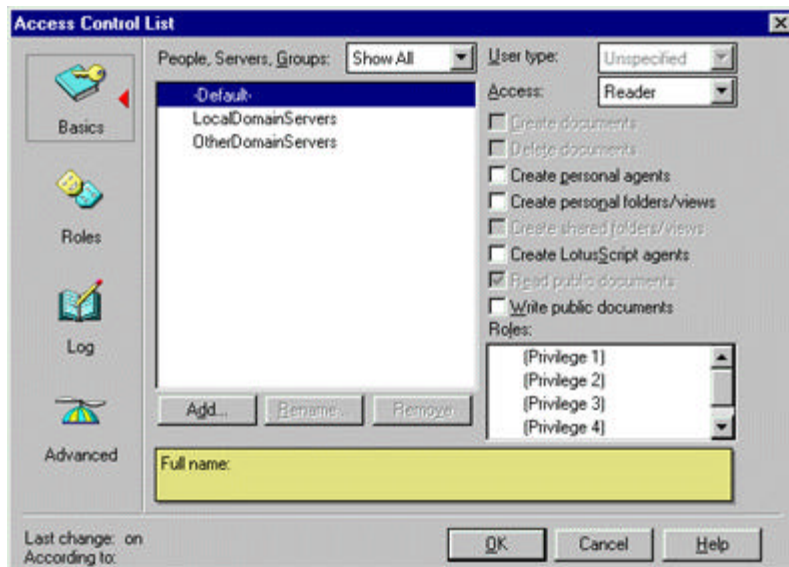 Access Control List
People, Servers, Groups: Show All
User type: Unspecified
-Default-
LocalDomainServers
OtherDomainServers
Access: Reader
Create documents
Delete documents
Create personal agents
Create personal folders/views
Create shared folders/views
Create LotusScript agents
Read public documents
Write public documents
Roles:
(Privilege 1)
(Privilege 2)
(Privilege 3)
(Privilege 4)
Basics
Roles
Log
Advanced
Add... Rename... Remove
Full name:
Last change: on
According to:
OK Cancel Help